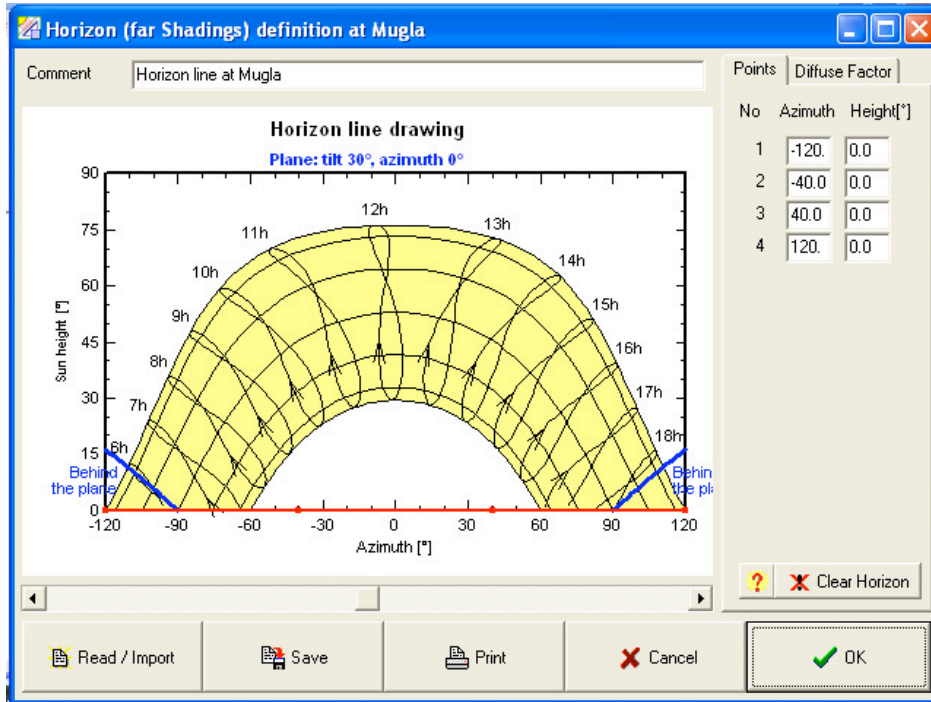 Horizon (far Shadings) definition at Mugla
Comment
Horizon line at Mugla
Horizon line drawing
Plane: tilt 30°, azimuth 0°
90
75
60
45
30
15
0
Sun height [°]
6h
7h
8h
9h
10h
11h
12h
13h
14h
15h
16h
17h
18h
Behind
the plane
Behin
the pl
-120
-90
-60
-30
0
30
60
90
120
Azimuth [°]
Points
Diffuse Factor
No Azimuth Height[°]
1 -120. 0.0
2 -40.0 0.0
3 40.0 0.0
4 120. 0.0
? Clear Horizon
Read / Import
Save
Print
Cancel
OK